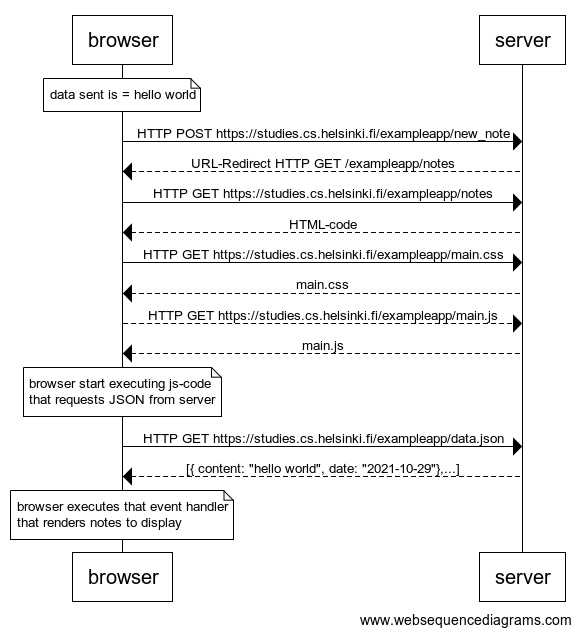 browser
server
data sent is = hello world
HTTP POST https://studies.cs.helsinki.fi/exampleapp/new_note
URL-Redirect HTTP GET /exampleapp/notes
HTTP GET https://studies.cs.helsinki.fi/exampleapp/notes
HTML-code
HTTP GET https://studies.cs.helsinki.fi/exampleapp/main.css
main.css
HTTP GET https://studies.cs.helsinki.fi/exampleapp/main.js
main.js
browser start executing js-code
that requests JSON from server
HTTP GET https://studies.cs.helsinki.fi/exampleapp/data.json
[{ content: "hello world", date: "2021-10-29"},...]
browser executes that event handler
that renders notes to display
browser
server
www.websequencediagrams.com